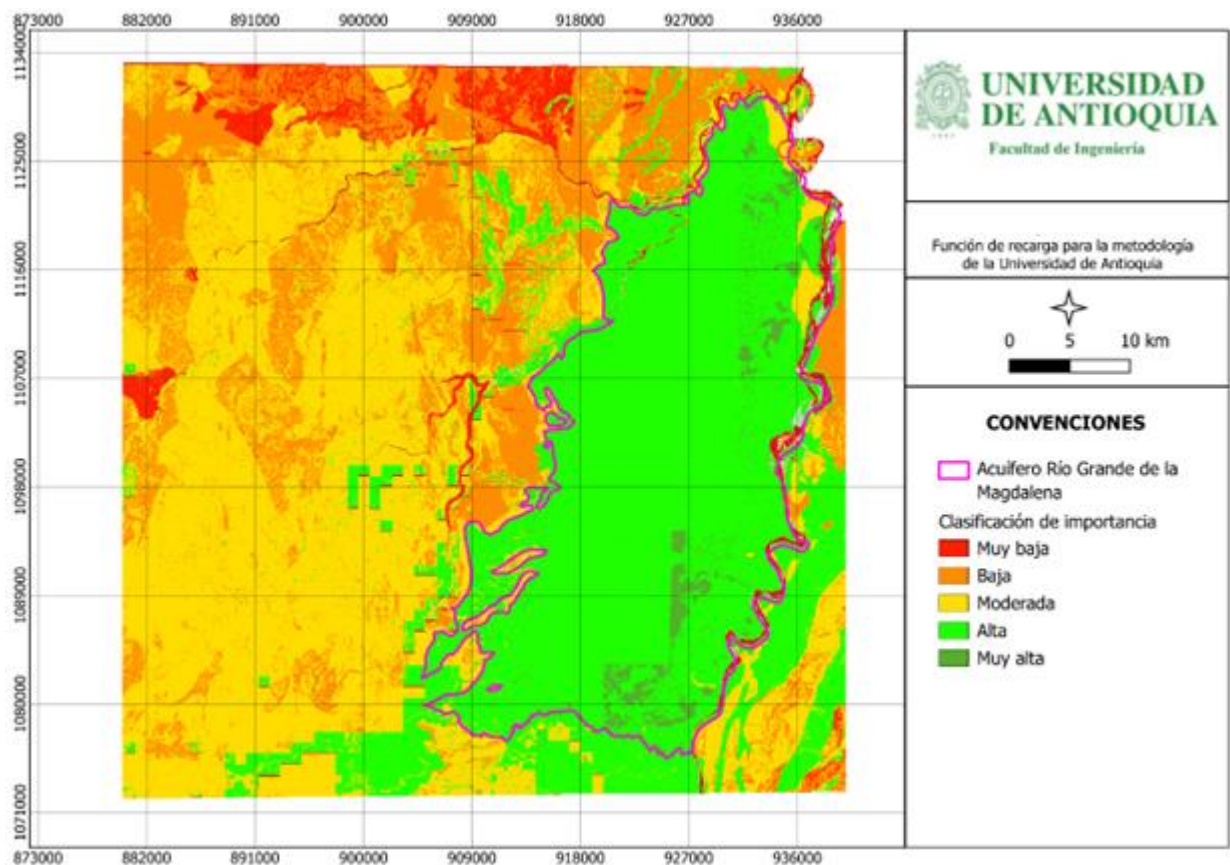 873000 882000 891000 900000 909000 918000 927000 936000
1134000
1125000
1116000
1107000
1098000
1089000
1080000
1071000
873000 882000 891000 900000 909000 918000 927000 936000
UNIVERSIDAD
DE ANTIOQUIA
Facultad de Ingeniería
Función de recarga para la metodología
de la Universidad de Antioquia
0 5 10 km
CONVENCIONES
Acuífero Río Grande de la
Magdalena
Clasificación de importancia
Muy baja
Baja
Moderada
Alta
Muy alta